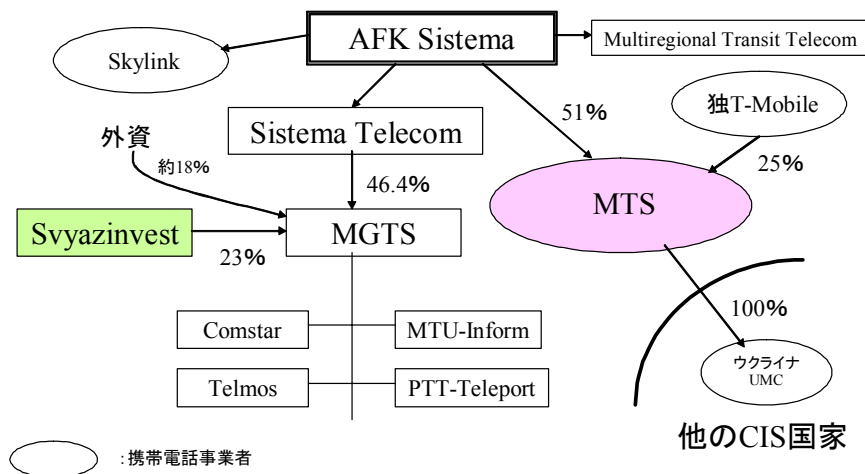 AFK Sistema
Skylink
Multiregional Transit Telecom
独T-Mobile
Sistema Telecom
51%
外資
約18%
25%
46.4%
MTS
Svyazinvest
23%
MGTS
100%
Comstar
MTU-Inform
ウクライナ
UMC
Telmos
PTT-Teleport
他のCIS国家
:携帯電話事業者